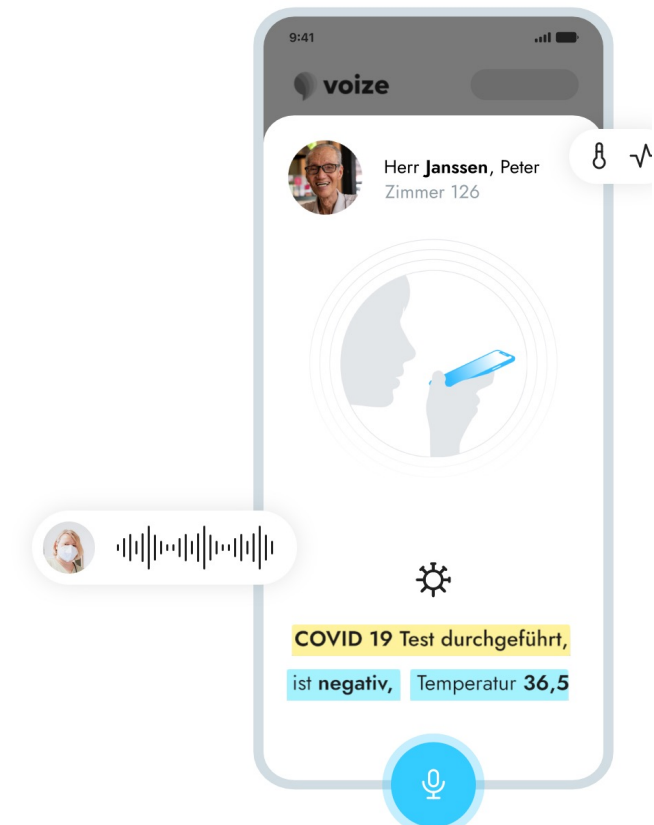 9:41
voize
Herr Janssen, Peter
Zimmer 126
COVID 19 Test durchgeführt,
ist negativ, Temperatur 36,5